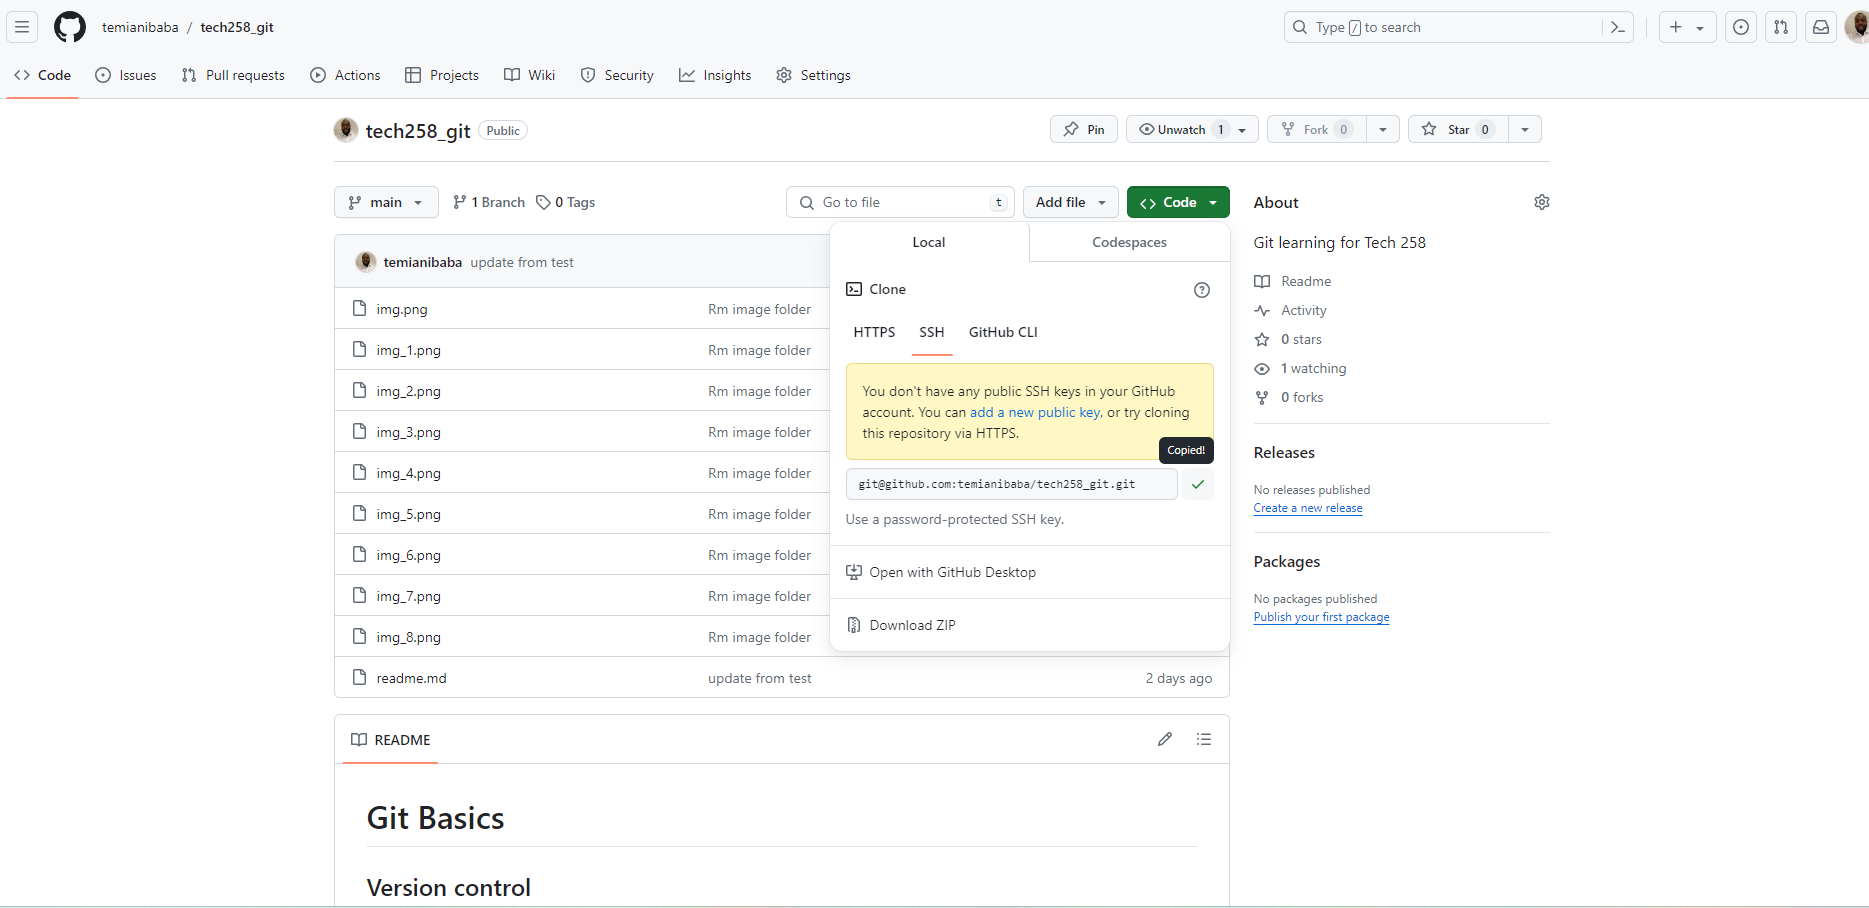 temianibaba / tech258_git
Type / to search
Code Issues Pull requests Actions Projects Wiki Security Insights Settings
tech258_git Public
Pin Unwatch 1 Fork 0 Star 0
main 1 Branch 0 Tags
Go to file t Add file Code
temianibaba update from test
img.png Rm image folder
img_1.png Rm image folder
img_2.png Rm image folder
img_3.png Rm image folder
img_4.png Rm image folder
img_5.png Rm image folder
img_6.png Rm image folder
img_7.png Rm image folder
img_8.png Rm image folder
readme.md update from test 2 days ago
Local Codespaces
Clone
HTTPS SSH GitHub CLI
You don't have any public SSH keys in your GitHub
account. You can add a new public key, or try cloning
this repository via HTTPS.
Copied!
git@github.com:temianibaba/tech258_git.git
Use a password-protected SSH key.
Open with GitHub Desktop
Download ZIP
About
Git learning for Tech 258
Readme
Activity
0 stars
1 watching
0 forks
Releases
No releases published
Create a new release
Packages
No packages published
Publish your first package
README
Git Basics
Version control